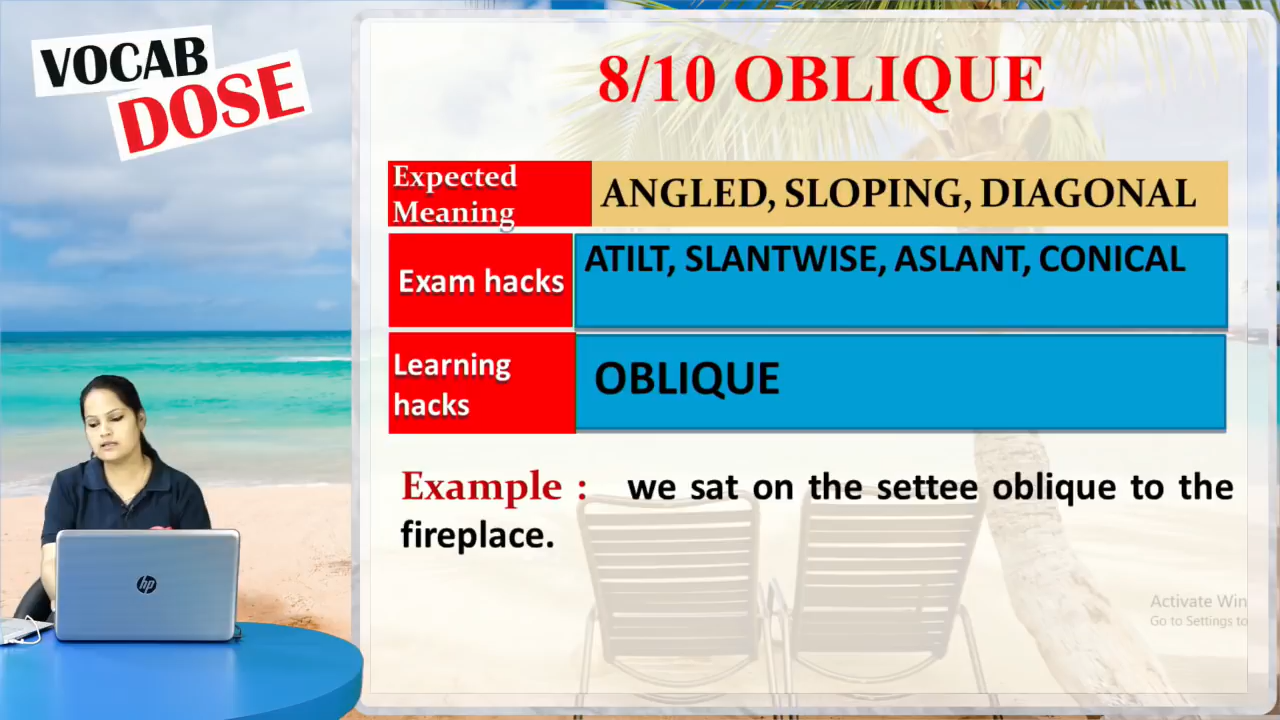 VOCAB
DOSE
8/10 OBLIQUE
Expected
Meaning
ANGLED, SLOPING, DIAGONAL
Exam hacks
ATILT, SLANTWISE, ASLANT, CONICAL
Learning
hacks
OBLIQUE
Example : we sat on the settee oblique to the
fireplace.
hp
Activate Win
Go to Settings to